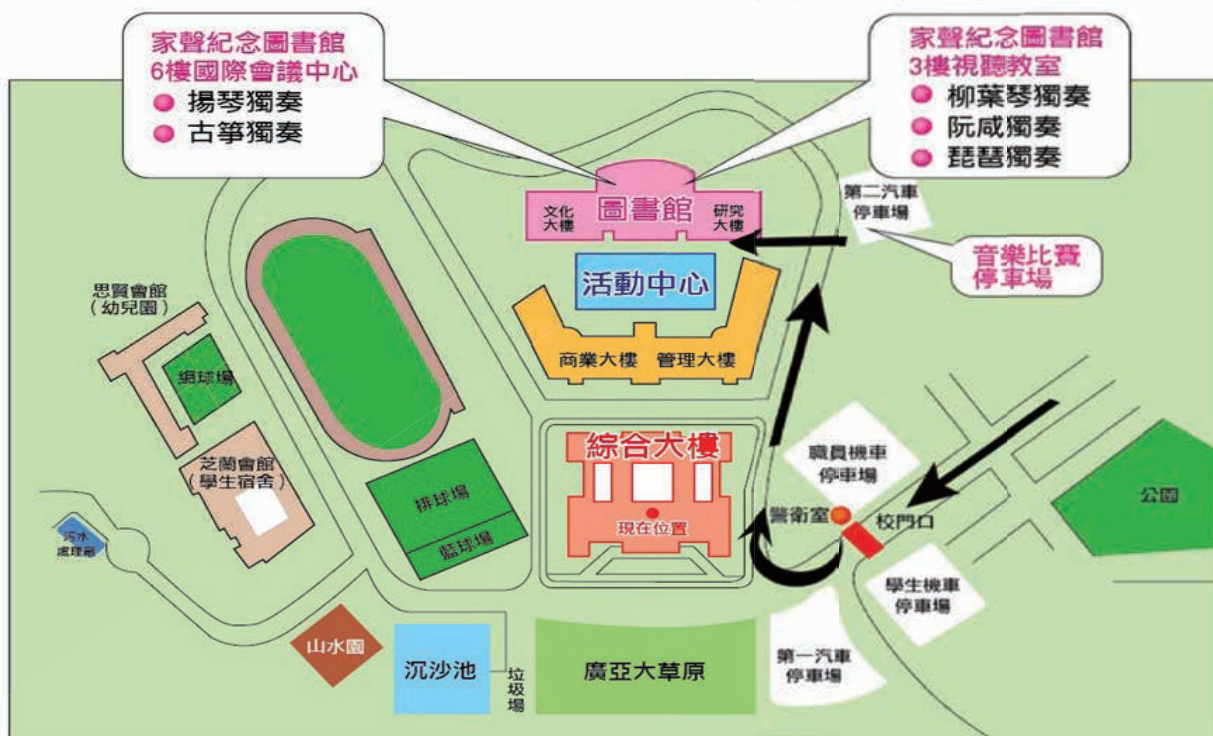 家聲紀念圖書館
6樓國際會議中心
揚琴獨奏
古箏獨奏
家聲紀念圖書館
3樓視聽教室
柳葉琴獨奏
阮咸獨奏
琵琶獨奏
第二汽車
停車場
音樂比賽
停車場
文化
大樓
圖書館
研究
大樓
活動中心
商業大樓
管理大樓
思賢會館
(幼兒園)
網球場
芝蘭會館
(學生宿舍)
排球場
籃球場
綜合大樓
現在位置
職員機車
停車場
警衛室
校門口
公園
學生機車
停車場
污水
處理廠
山水園
沉沙池
垃圾場
廣亞大草原
第一汽車
停車場